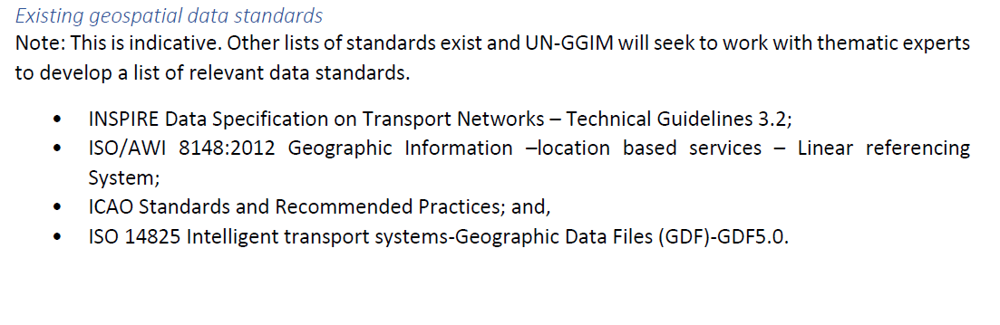 Existing geospatial data standards
Note: This is indicative. Other lists of standards exist and UN-GGIM will seek to work with thematic experts
to develop a list of relevant data standards.
• INSPIRE Data Specification on Transport Networks – Technical Guidelines 3.2;
• ISO/AWI 8148:2012 Geographic Information –location based services – Linear referencing
System;
• ICAO Standards and Recommended Practices; and,
• ISO 14825 Intelligent transport systems-Geographic Data Files (GDF)-GDF5.0.